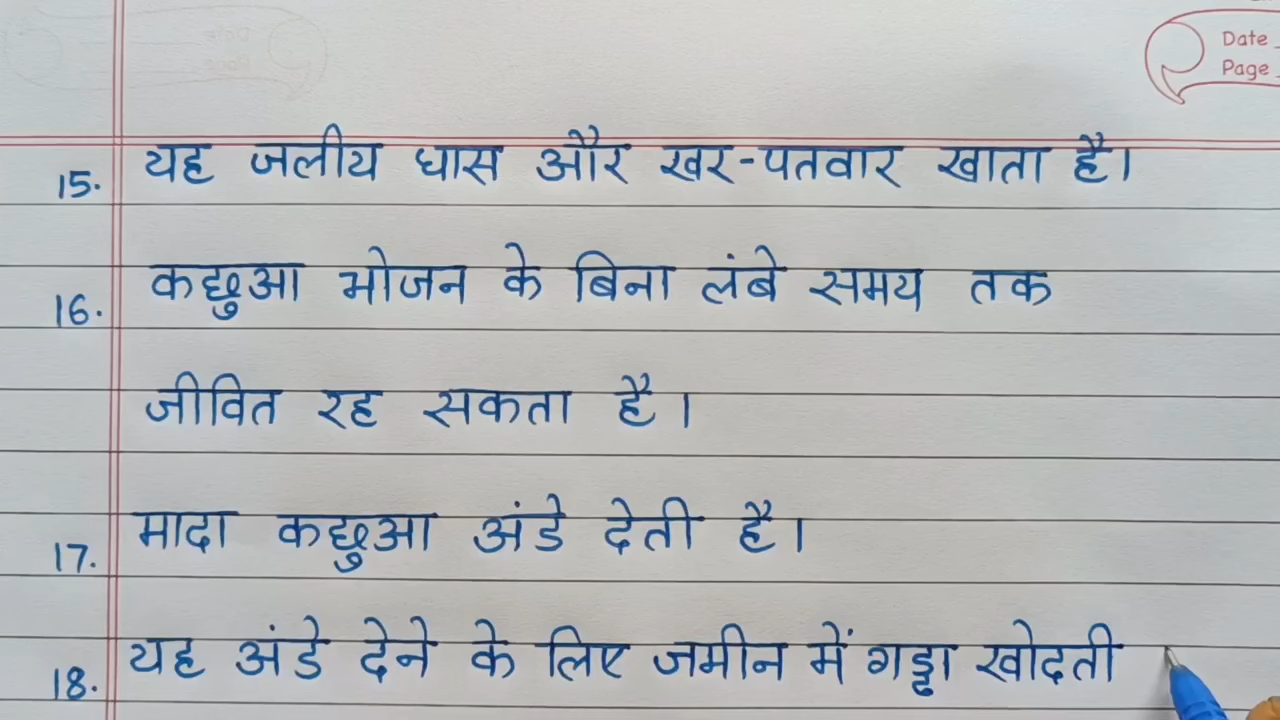 Date
Page
15. यह जलीय घास और खर-पतवार खाता है।
16. कछुआ भोजन के बिना लंबे समय तक
जीवित रह सकता है।
17. मादा कछुआ अंडे देती है।
18. यह अंडे देने के लिए जमीन में गड्ढा खोदती